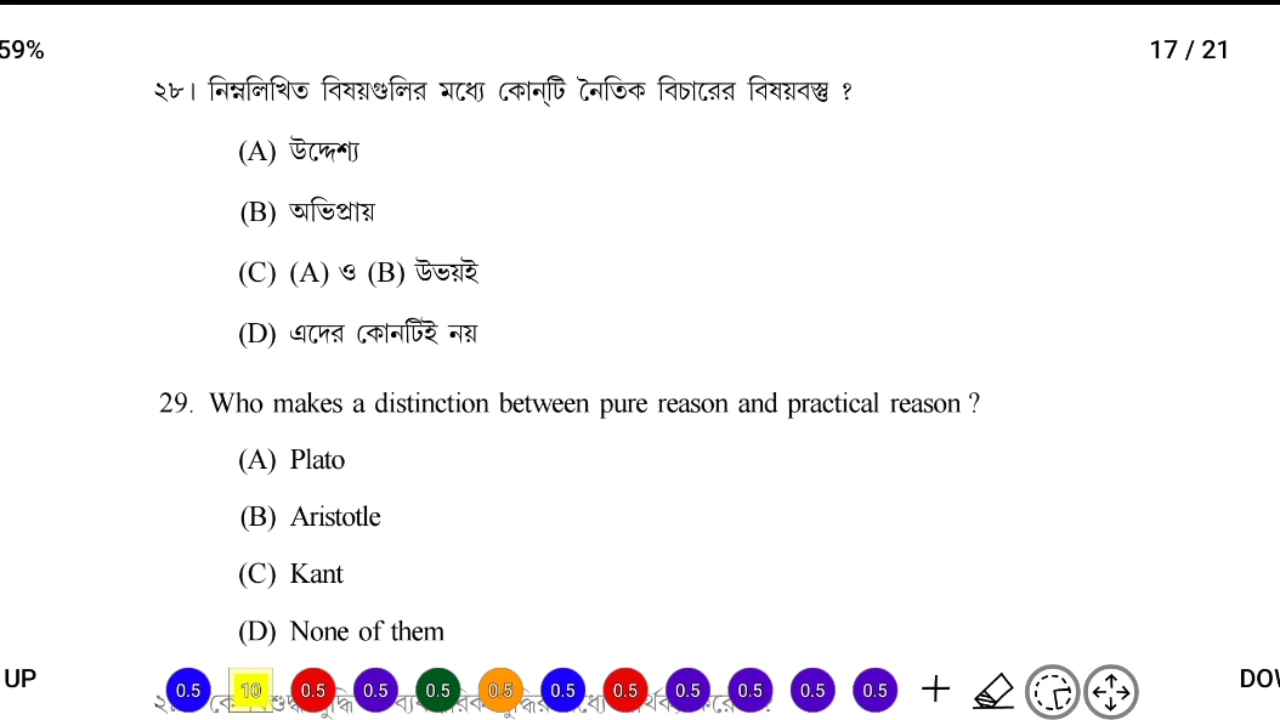 59%
17 / 21
২৮। নিম্নলিখিত বিষয়গুলির মধ্যে কোন্‌টি নৈতিক বিচারের বিষয়বস্তু ?
(A) উদ্দেশ্য
(B) অভিপ্রায়
(C) (A) ও (B) উভয়ই
(D) এদের কোনটিই নয়
29. Who makes a distinction between pure reason and practical reason ?
(A) Plato
(B) Aristotle
(C) Kant
(D) None of them
UP
0.5 10 0.5 0.5 0.5 0.5 0.5 0.5 0.5 0.5 0.5 0.5